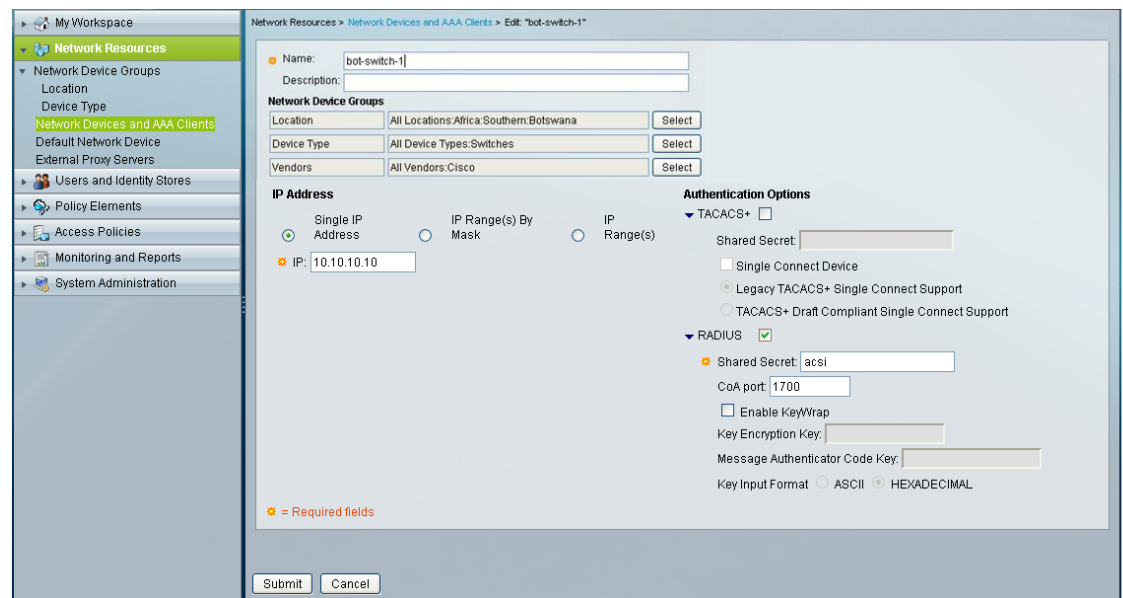 My Workspace
Network Resources
Network Device Groups
Location
Device Type
Network Devices and AAA Clients
Default Network Device
External Proxy Servers
Users and Identity Stores
Policy Elements
Access Policies
Monitoring and Reports
System Administration
Network Resources > Network Devices and AAA Clients > Edit: "bot-switch-1"
Name: bot-switch-1
Description:
Network Device Groups
Location All Locations:Africa:Southern:Botswana Select
Device Type All Device Types:Switches Select
Vendors All Vendors:Cisco Select
IP Address
Single IP Address
IP Range(s) By Mask
IP Range(s)
IP: 10.10.10.10
Authentication Options
TACACS+
Shared Secret:
Single Connect Device
Legacy TACACS+ Single Connect Support
TACACS+ Draft Compliant Single Connect Support
RADIUS
Shared Secret: acsi
CoA port: 1700
Enable KeyWrap
Key Encryption Key:
Message Authenticator Code Key:
Key Input Format ASCII HEXADECIMAL
= Required fields
Submit Cancel